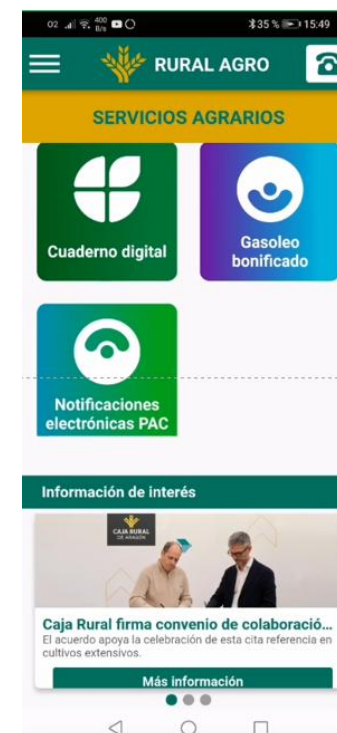 O2 400 B/s 35 % 15:49
RURAL AGRO
SERVICIOS AGRARIOS
Cuaderno digital
Gasoleo
bonificado
Notificaciones
electrónicas PAC
Información de interés
CAJA RURAL
DE ARAGÓN
Caja Rural firma convenio de colaboració...
El acuerdo apoya la celebración de esta cita referencia en
cultivos extensivos.
Más información